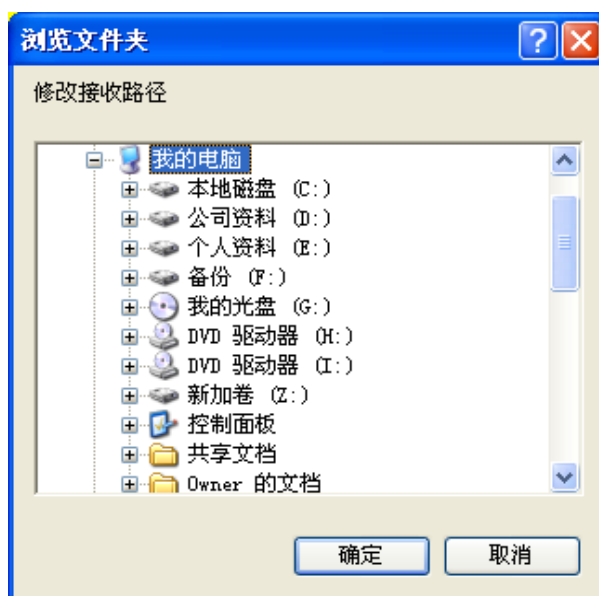 浏览文件夹
修改接收路径
我的电脑
本地磁盘 (C:)
公司资料 (D:)
个人资料 (E:)
备份 (F:)
我的光盘 (G:)
DVD 驱动器 (H:)
DVD 驱动器 (I:)
新加卷 (Z:)
控制面板
共享文档
Owner 的文档
确定
取消